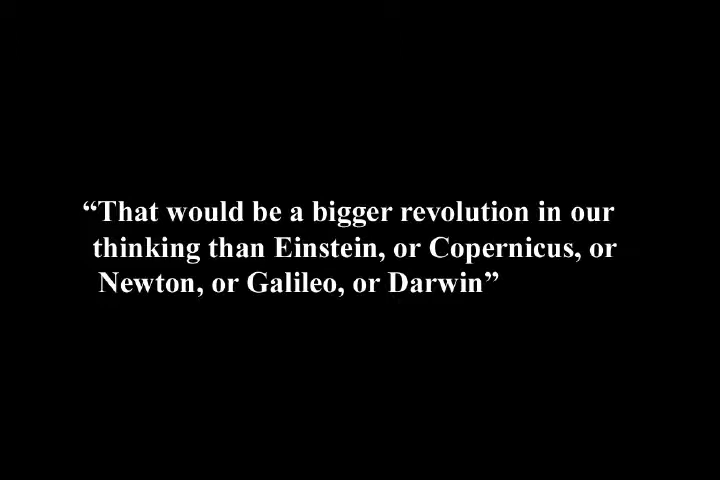 “That would be a bigger revolution in our
thinking than Einstein, or Copernicus, or
Newton, or Galileo, or Darwin”